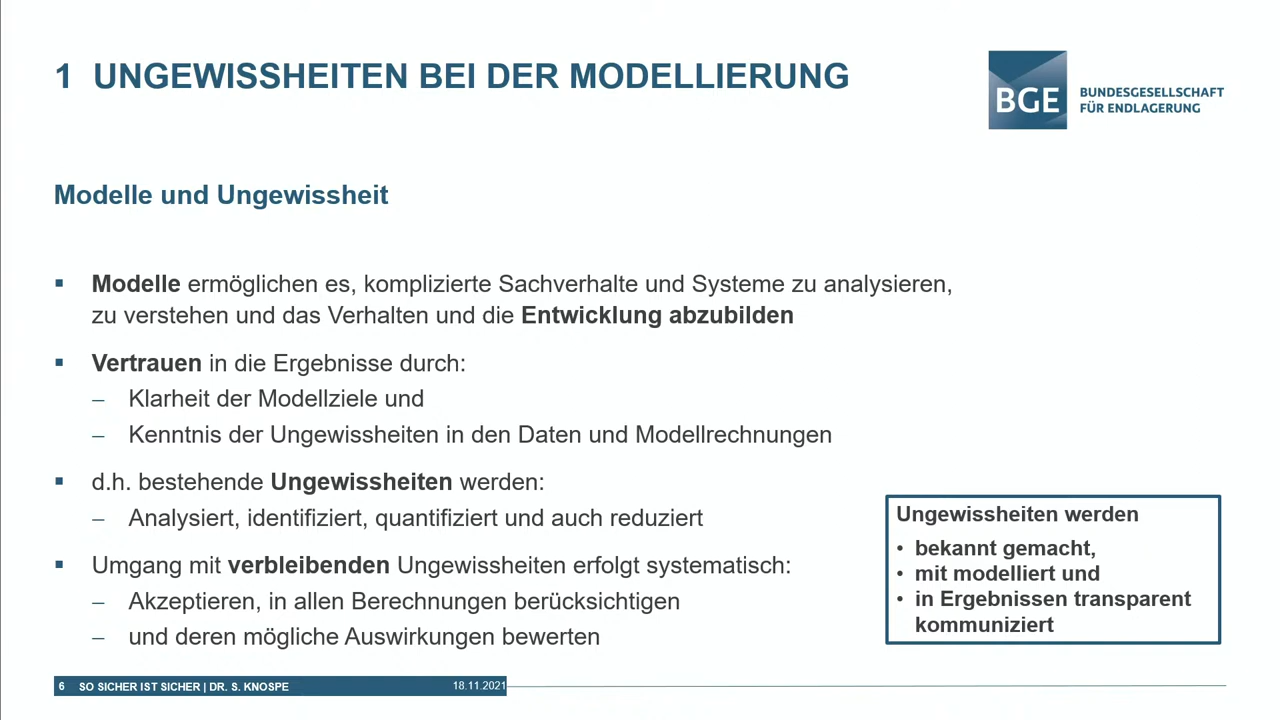 1 UNGEWISSHEITEN BEI DER MODELLIERUNG
BGE
BUNDESGESELLSCHAFT
FÜR ENDLAGERUNG
Modelle und Ungewissheit
▪ Modelle ermöglichen es, komplizierte Sachverhalte und Systeme zu analysieren,
zu verstehen und das Verhalten und die Entwicklung abzubilden
▪ Vertrauen in die Ergebnisse durch:
– Klarheit der Modellziele und
– Kenntnis der Ungewissheiten in den Daten und Modellrechnungen
▪ d.h. bestehende Ungewissheiten werden:
– Analysiert, identifiziert, quantifiziert und auch reduziert
▪ Umgang mit verbleibenden Ungewissheiten erfolgt systematisch:
– Akzeptieren, in allen Berechnungen berücksichtigen
– und deren mögliche Auswirkungen bewerten
Ungewissheiten werden
• bekannt gemacht,
• mit modelliert und
• in Ergebnissen transparent
kommuniziert
6 SO SICHER IST SICHER | DR. S. KNOSPE 18.11.2021